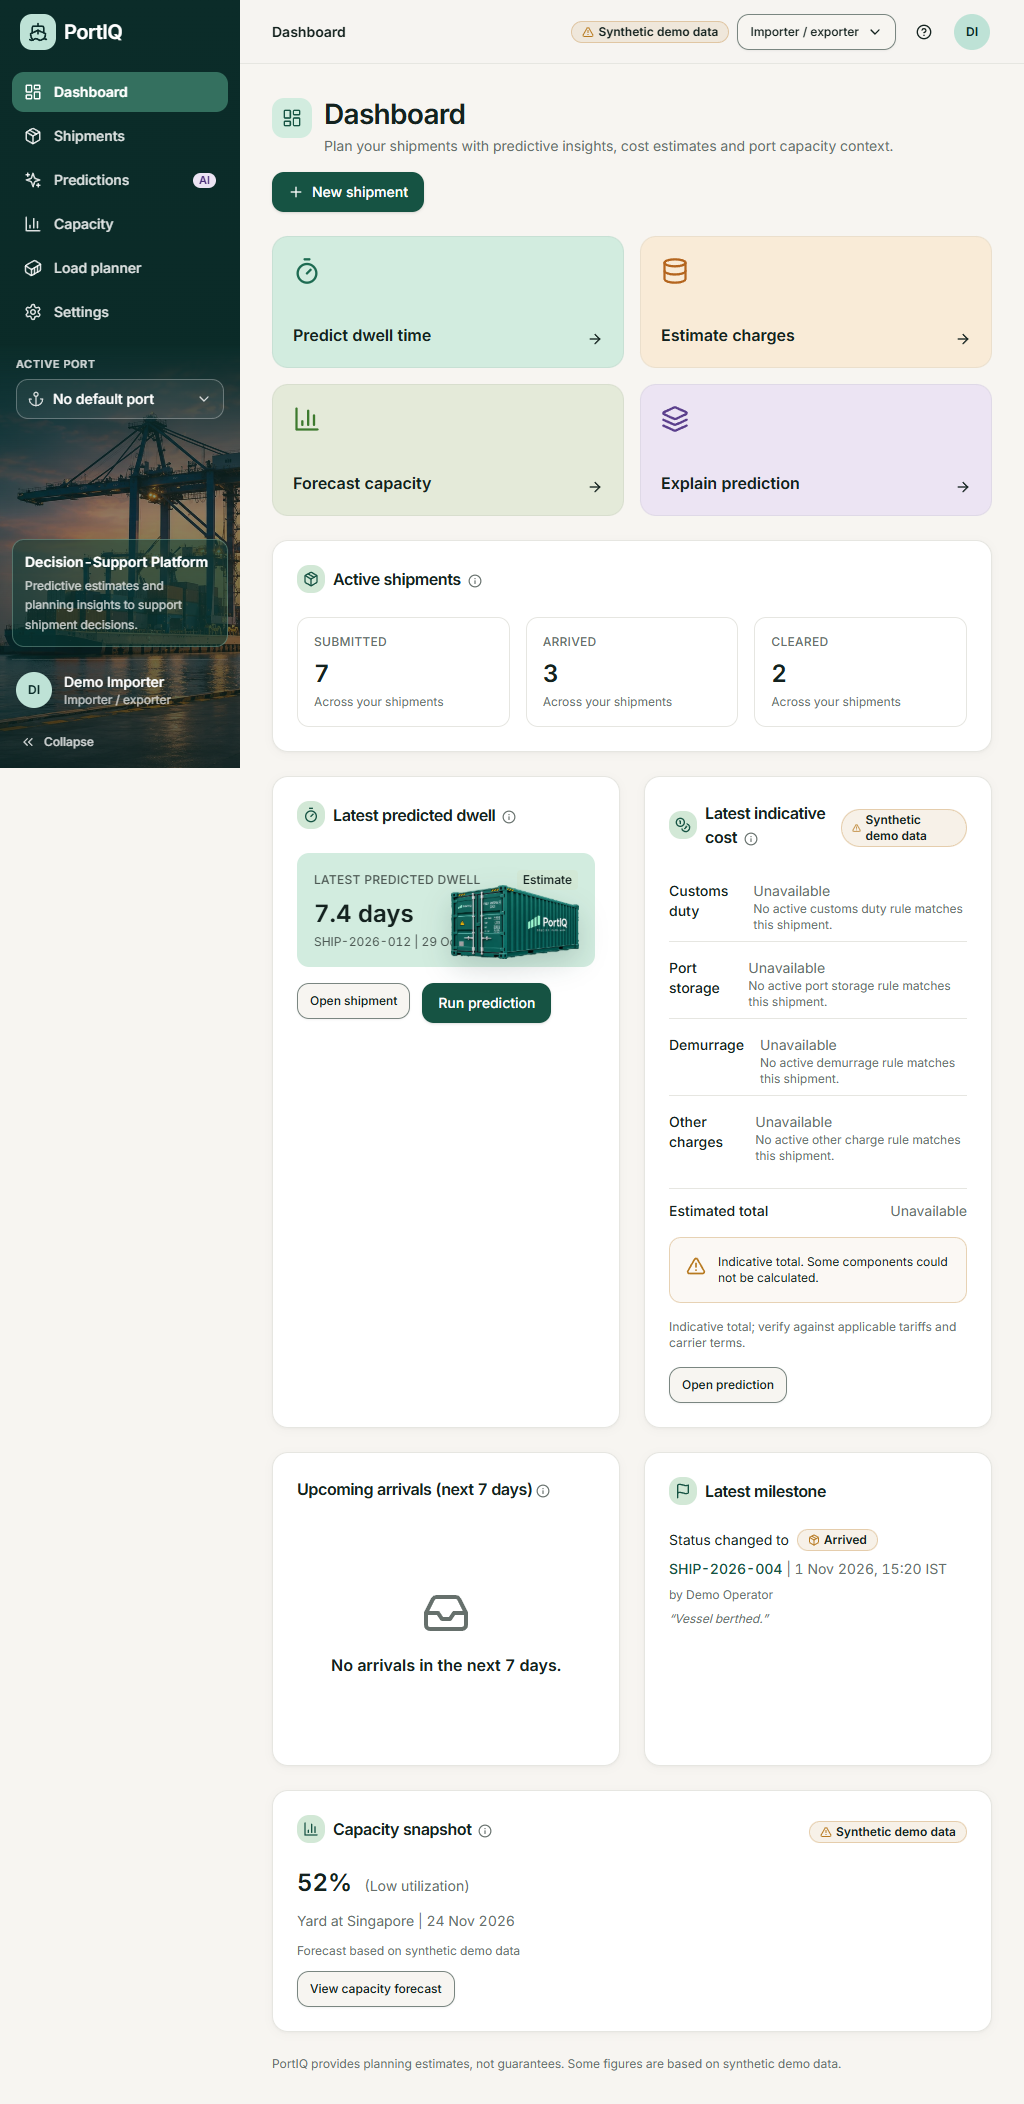 PortIQ
Dashboard
Shipments
Predictions AI
Capacity
Load planner
Settings
ACTIVE PORT
No default port
Decision-Support Platform
Predictive estimates and
planning insights to support
shipment decisions.
DI
Demo Importer
Importer / exporter
Collapse
Dashboard
Synthetic demo data
Importer / exporter
DI
Dashboard
Plan your shipments with predictive insights, cost estimates and port capacity context.
New shipment
Predict dwell time
Estimate charges
Forecast capacity
Explain prediction
Active shipments
SUBMITTED
7
Across your shipments
ARRIVED
3
Across your shipments
CLEARED
2
Across your shipments
Latest predicted dwell
LATEST PREDICTED DWELL
Estimate
7.4 days
SHIP-2026-012 | 29 O
PortIQ
Open shipment
Run prediction
Latest indicative
cost
Synthetic
demo data
Customs
duty
Unavailable
No active customs duty rule matches
this shipment.
Port
storage
Unavailable
No active port storage rule matches
this shipment.
Demurrage
Unavailable
No active demurrage rule matches
this shipment.
Other
charges
Unavailable
No active other charge rule matches
this shipment.
Estimated total
Unavailable
Indicative total. Some components could
not be calculated.
Indicative total; verify against applicable tariffs and
carrier terms.
Open prediction
Upcoming arrivals (next 7 days)
No arrivals in the next 7 days.
Latest milestone
Status changed to Arrived
SHIP-2026-004 | 1 Nov 2026, 15:20 IST
by Demo Operator
“Vessel berthed.”
Capacity snapshot
Synthetic demo data
52% (Low utilization)
Yard at Singapore | 24 Nov 2026
Forecast based on synthetic demo data
View capacity forecast
PortIQ provides planning estimates, not guarantees. Some figures are based on synthetic demo data.